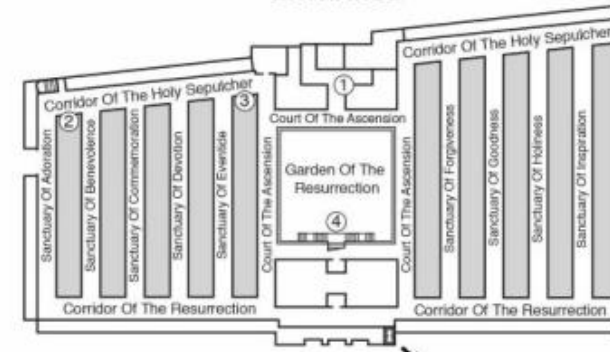 Corridor Of The Holy Sepulcher
Corridor Of The Holy Sepulcher
1
2
3
Court Of The Ascension
Sanctuary Of Adoration
Sanctuary Of Benevolence
Sanctuary Of Commemoration
Sanctuary Of Devotion
Sanctuary Of Eventide
Court Of The Ascension
Garden Of The
Resurrection
4
Court Of The Ascension
Sanctuary Of Forgiveness
Sanctuary Of Goodness
Sanctuary Of Holiness
Sanctuary Of Inspiration
Corridor Of The Resurrection
Corridor Of The Resurrection